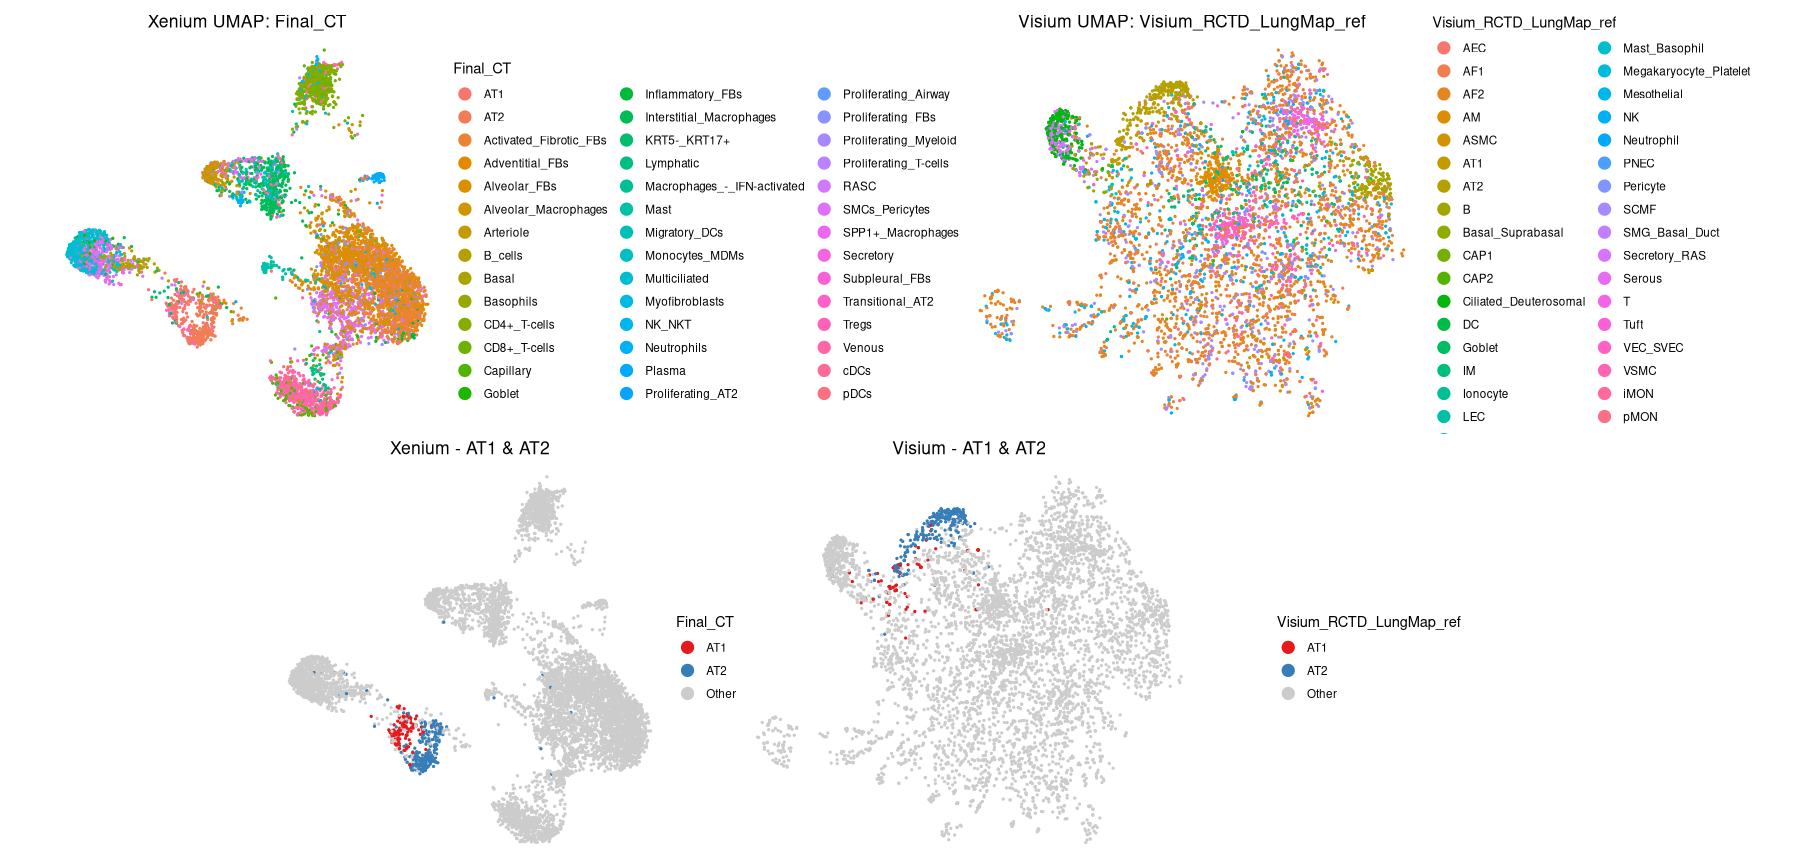 Xenium UMAP: Final_CT
Final_CT
AT1
AT2
Activated_Fibrotic_FBs
Adventitial_FBs
Alveolar_FBs
Alveolar_Macrophages
Arteriole
B_cells
Basal
Basophils
CD4+_T-cells
CD8+_T-cells
Capillary
Goblet
Inflammatory_FBs
Interstitial_Macrophages
KRT5-_KRT17+
Lymphatic
Macrophages_-_IFN-activated
Mast
Migratory_DCs
Monocytes_MDMs
Multiciliated
Myofibroblasts
NK_NKT
Neutrophils
Plasma
Proliferating_AT2
Proliferating_Airway
Proliferating_FBs
Proliferating_Myeloid
Proliferating_T-cells
RASC
SMCs_Pericytes
SPP1+_Macrophages
Secretory
Subpleural_FBs
Transitional_AT2
Tregs
Venous
cDCs
pDCs
Visium UMAP: Visium_RCTD_LungMap_ref
Visium_RCTD_LungMap_ref
AEC
AF1
AF2
AM
ASMC
AT1
AT2
B
Basal_Suprabasal
CAP1
CAP2
Ciliated_Deuterosomal
DC
Goblet
IM
Ionocyte
LEC
Mast_Basophil
Megakaryocyte_Platelet
Mesothelial
NK
Neutrophil
PNEC
Pericyte
SCMF
SMG_Basal_Duct
Secretory_RAS
Serous
T
Tuft
VEC_SVEC
VSMC
iMON
pMON
Xenium - AT1 & AT2
Final_CT
AT1
AT2
Other
Visium - AT1 & AT2
Visium_RCTD_LungMap_ref
AT1
AT2
Other